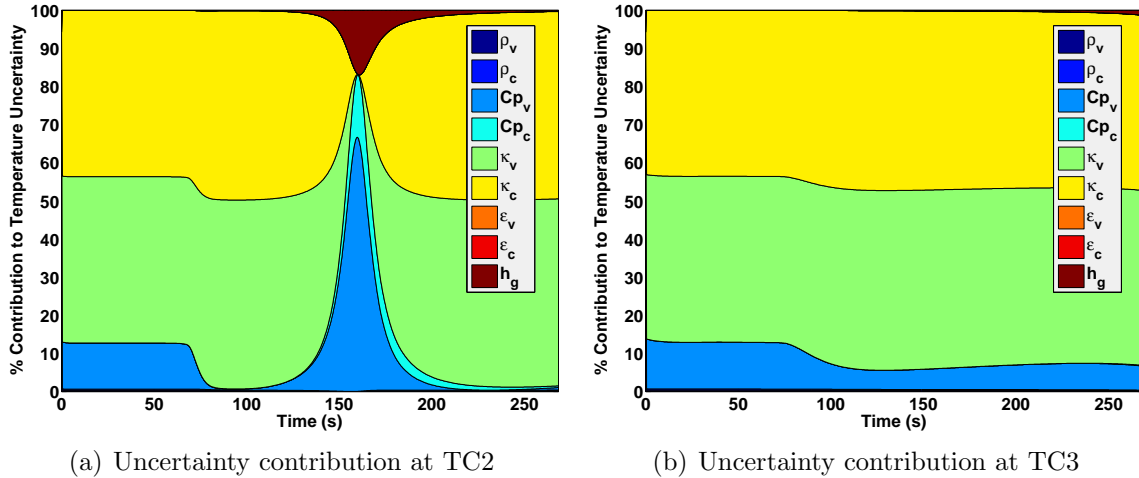 % Contribution to Temperature Uncertainty
100
90
80
70
60
50
40
30
20
10
0
0 50 100 150 200 250
Time (s)
ρv
ρc
Cpv
Cpc
κv
κc
εv
εc
hg
(a) Uncertainty contribution at TC2
% Contribution to Temperature Uncertainty
100
90
80
70
60
50
40
30
20
10
0
0 50 100 150 200 250
Time (s)
ρv
ρc
Cpv
Cpc
κv
κc
εv
εc
hg
(b) Uncertainty contribution at TC3